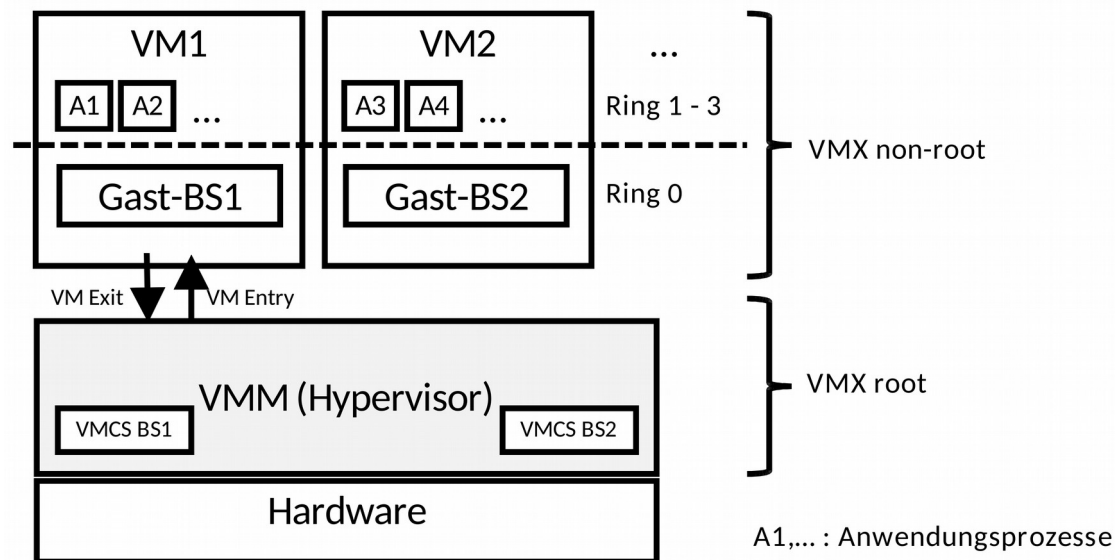 VM1
VM2
...
A1
A2
...
A3
A4
...
Ring 1 - 3
VMX non-root
Gast-BS1
Gast-BS2
Ring 0
VM Exit
VM Entry
VMM (Hypervisor)
VMX root
VMCS BS1
VMCS BS2
Hardware
A1,... : Anwendungsprozesse